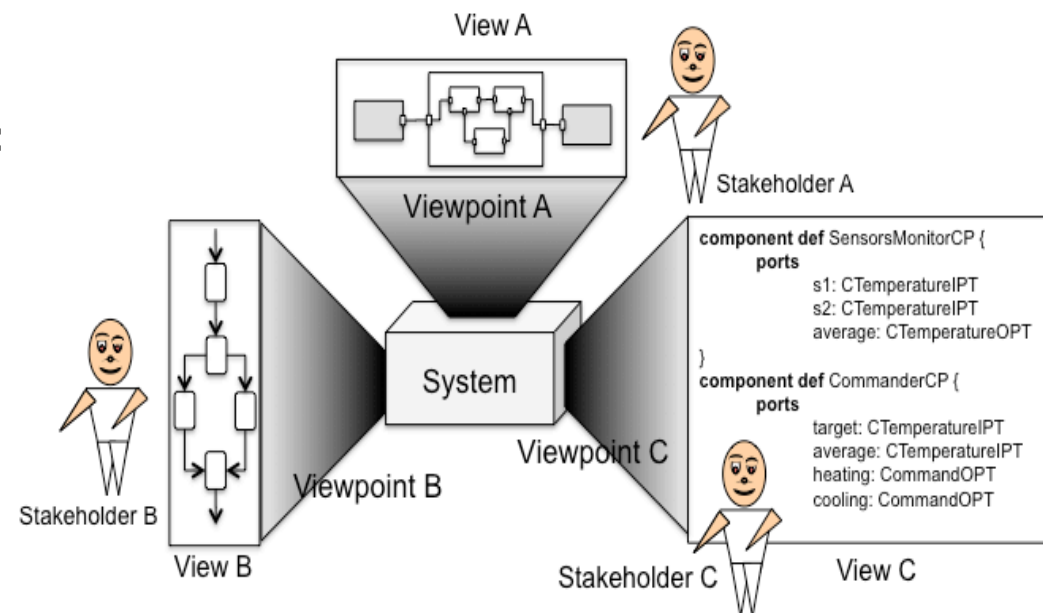 View A
Viewpoint A
Stakeholder A
component def SensorsMonitorCP {
ports
s1: CTemperatureIPT
s2: CTemperatureIPT
average: CTemperatureOPT
}
component def CommanderCP {
ports
target: CTemperatureIPT
average: CTemperatureIPT
heating: CommandOPT
cooling: CommandOPT
System
Viewpoint C
Viewpoint B
Stakeholder B
View B
Stakeholder C
View C